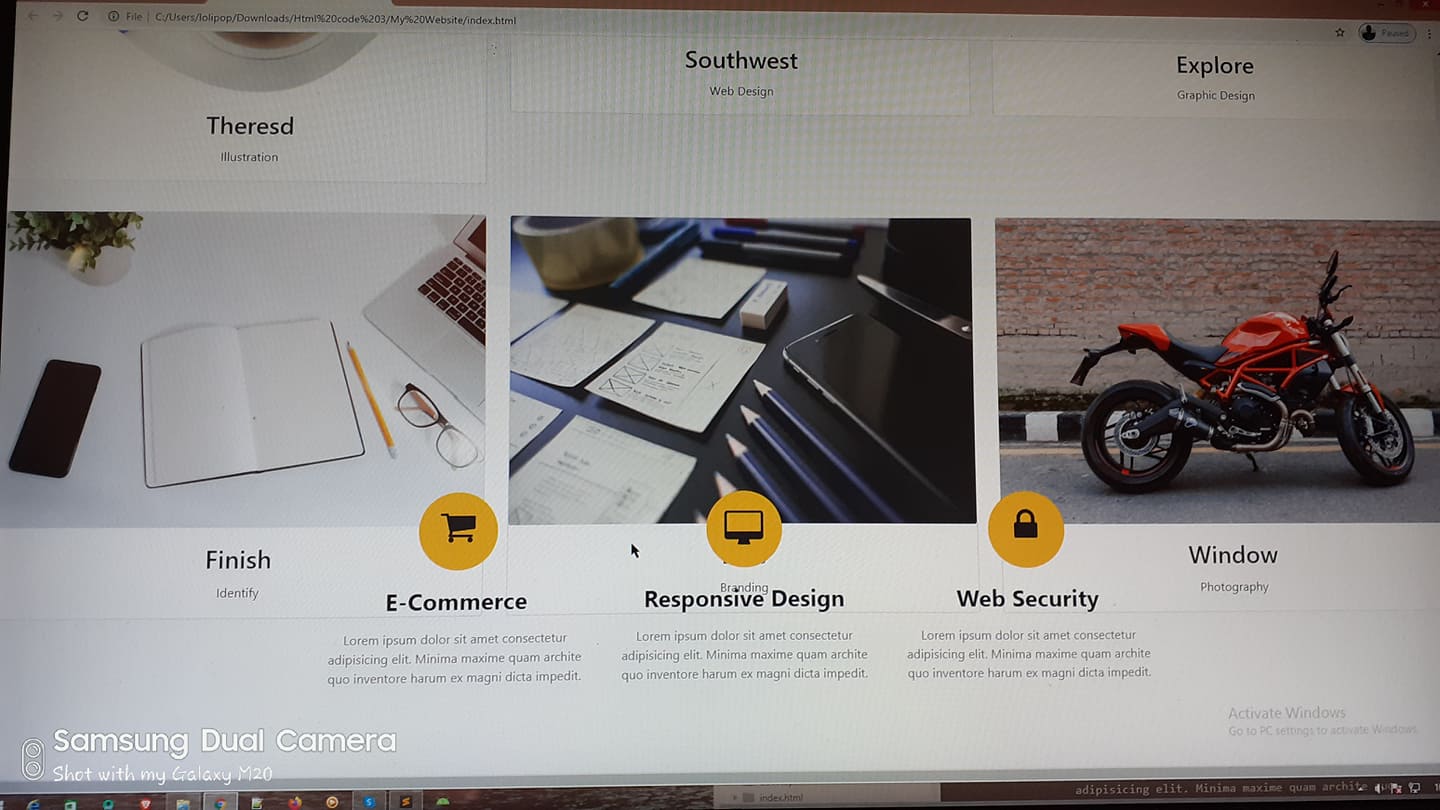 File | C:/Users/lolipop/Downloads/Html%20code%203/My%20Website/index.html
Paused
Southwest
Web Design
Explore
Graphic Design
Theresd
Illustration
Finish
Identify
Branding
Window
Photography
E-Commerce
Lorem ipsum dolor sit amet consectetur
adipisicing elit. Minima maxime quam archite
quo inventore harum ex magni dicta impedit.
Responsive Design
Lorem ipsum dolor sit amet consectetur
adipisicing elit. Minima maxime quam archite
quo inventore harum ex magni dicta impedit.
Web Security
Lorem ipsum dolor sit amet consectetur
adipisicing elit. Minima maxime quam archite
quo inventore harum ex magni dicta impedit.
Activate Windows
Go to PC settings to activate Windows.
Samsung Dual Camera
Shot with my Galaxy M20
index.html
adipisicing elit. Minima maxime quam archite